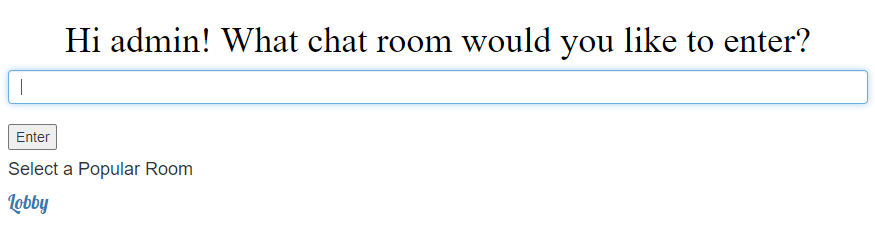 Hi admin! What chat room would you like to enter?
Enter
Select a Popular Room
Lobby